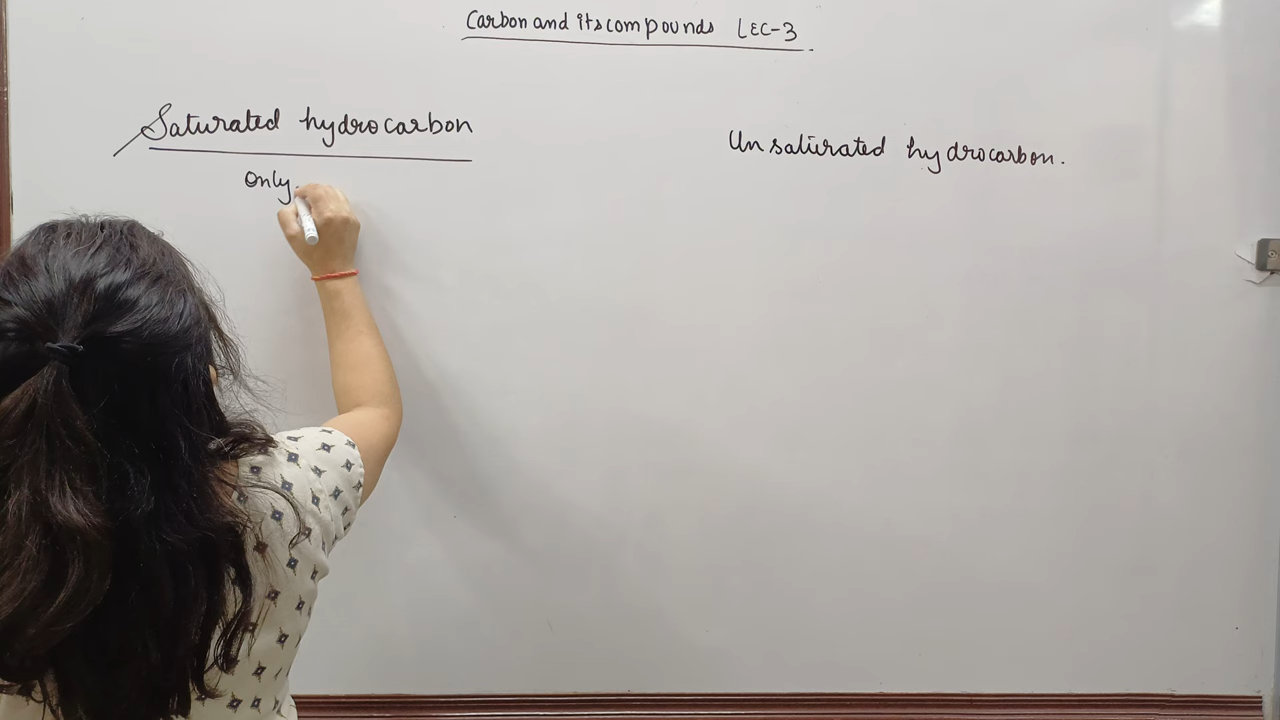 Carbon and its compounds LEC-3
Saturated hydrocarbon
Unsaturated hydrocarbon.
Only